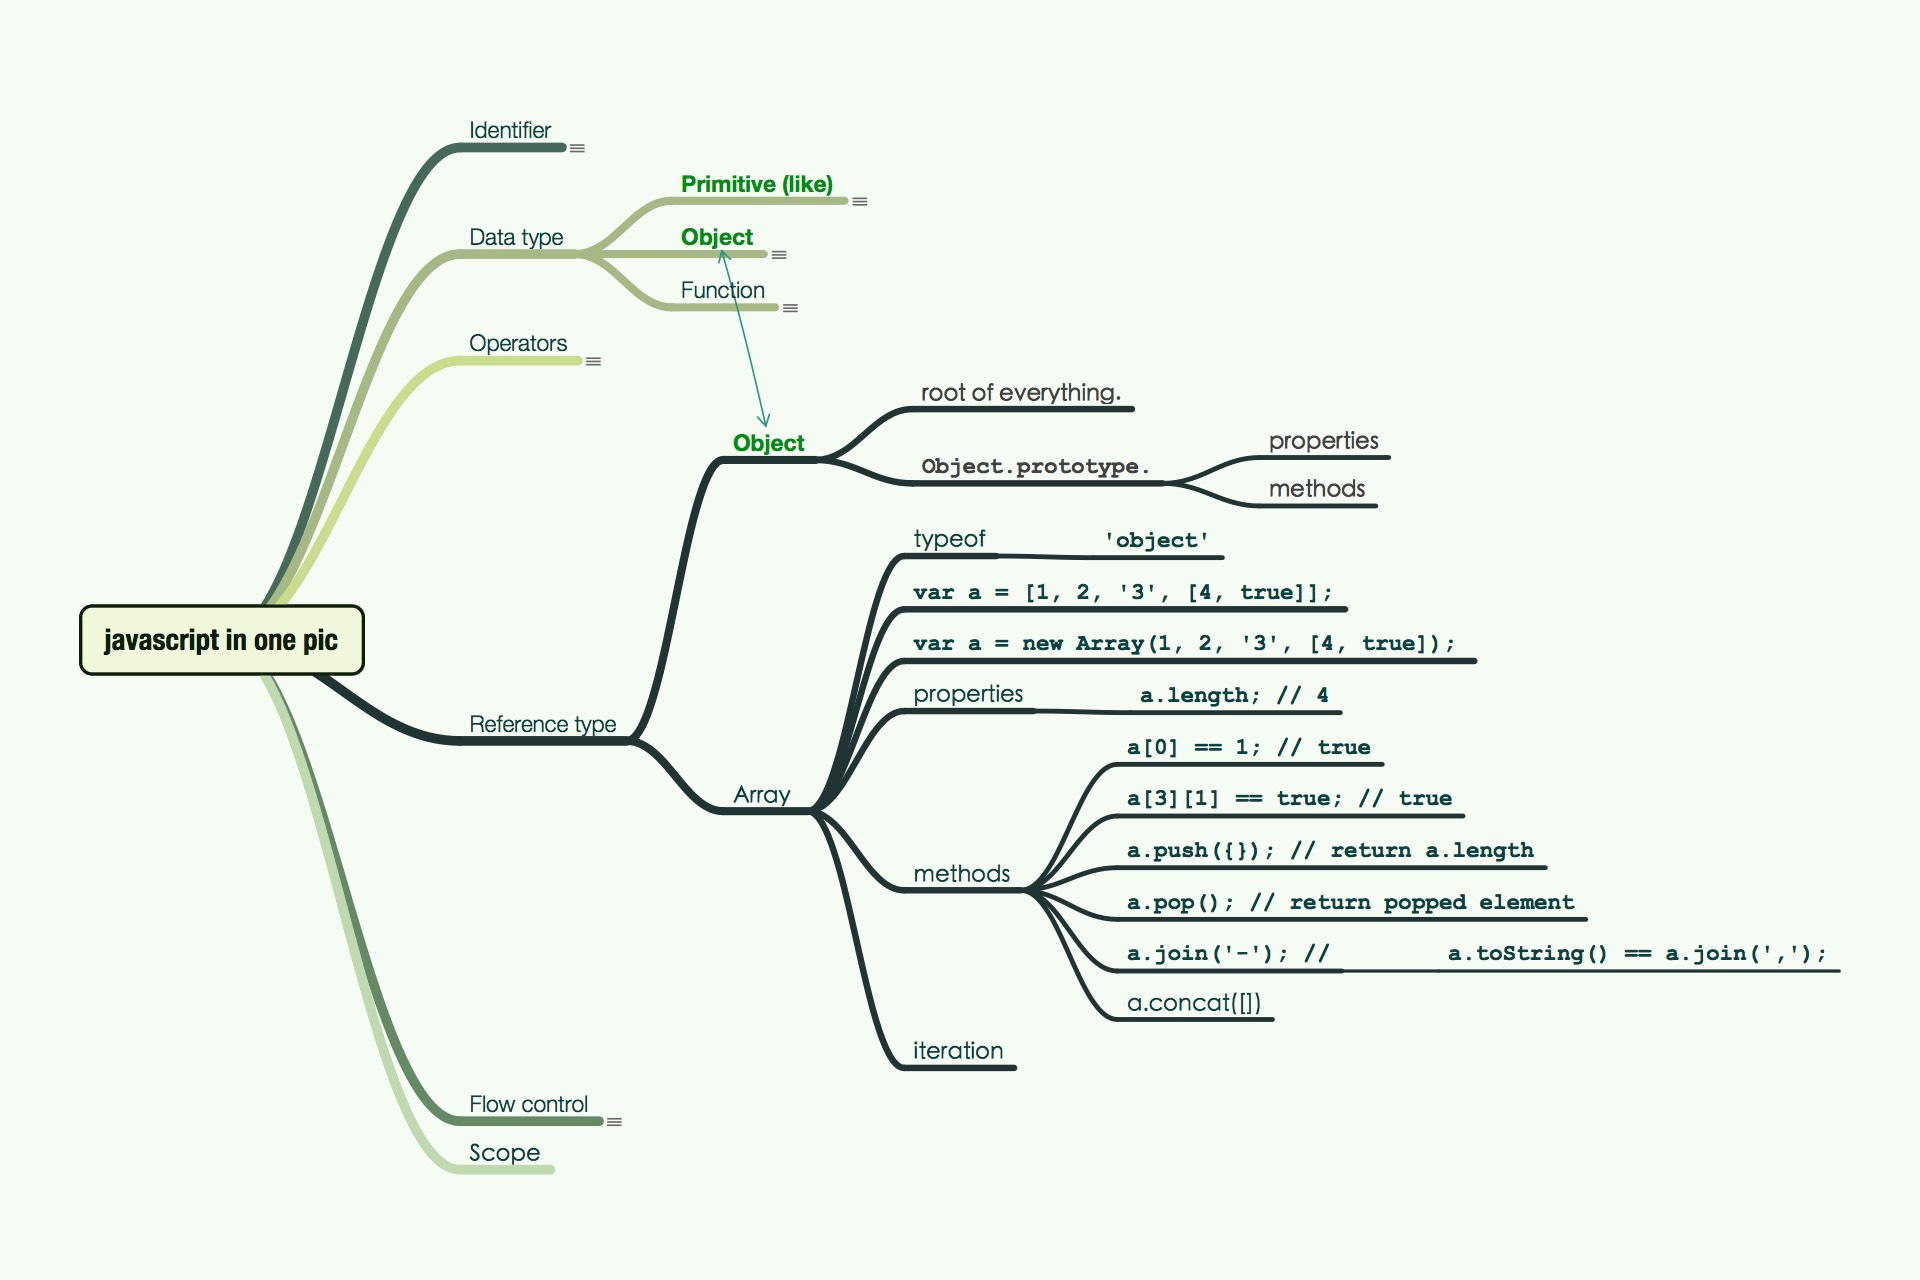 Identifier
Primitive (like)
Data type
Object
Function
Operators
root of everything.
Object
properties
Object.prototype.
methods
typeof
'object'
var a = [1, 2, '3', [4, true]];
javascript in one pic
var a = new Array(1, 2, '3', [4, true]);
properties
a.length; // 4
Reference type
a[0] == 1; // true
Array
a[3][1] == true; // true
a.push({}); // return a.length
methods
a.pop(); // return popped element
a.join('-'); //
a.toString() == a.join(',');
a.concat([])
iteration
Flow control
Scope